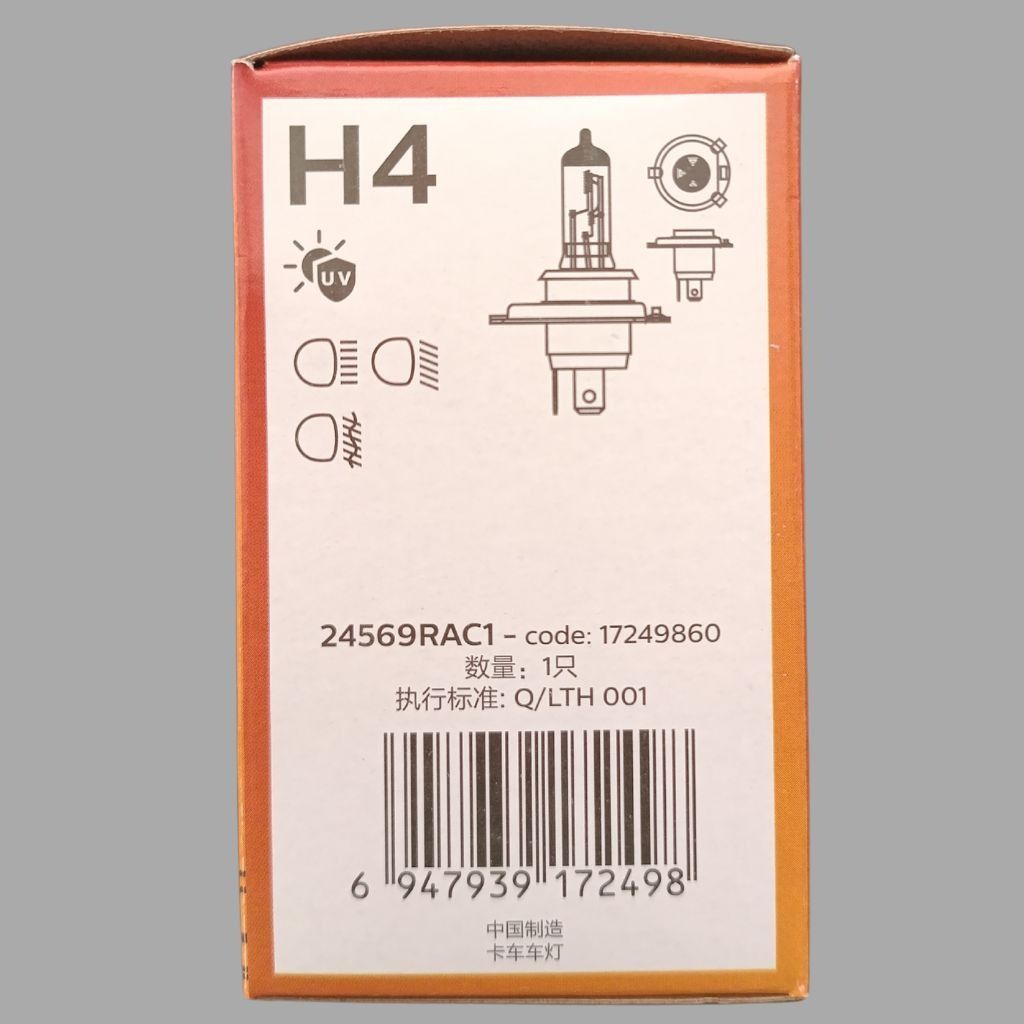 H4
UV
24569RAC1 - code: 17249860
数量: 1只
执行标准: Q/LTH 001
6 947939 172498
中国制造
卡车车灯